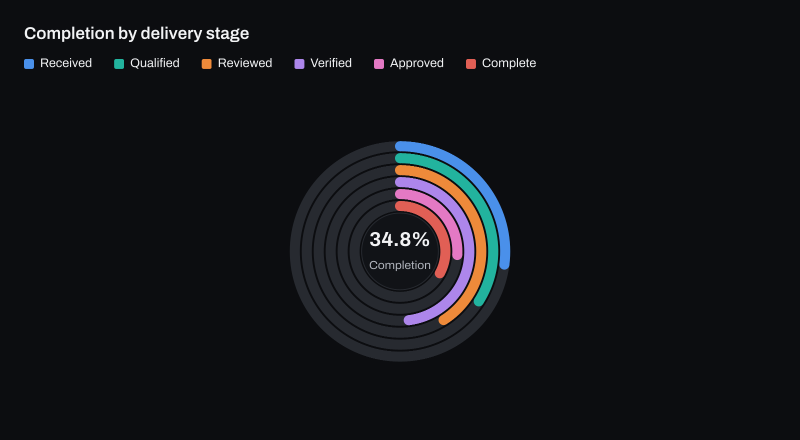 Completion by delivery stage
Received Qualified Reviewed Verified Approved Complete
34.8%
Completion